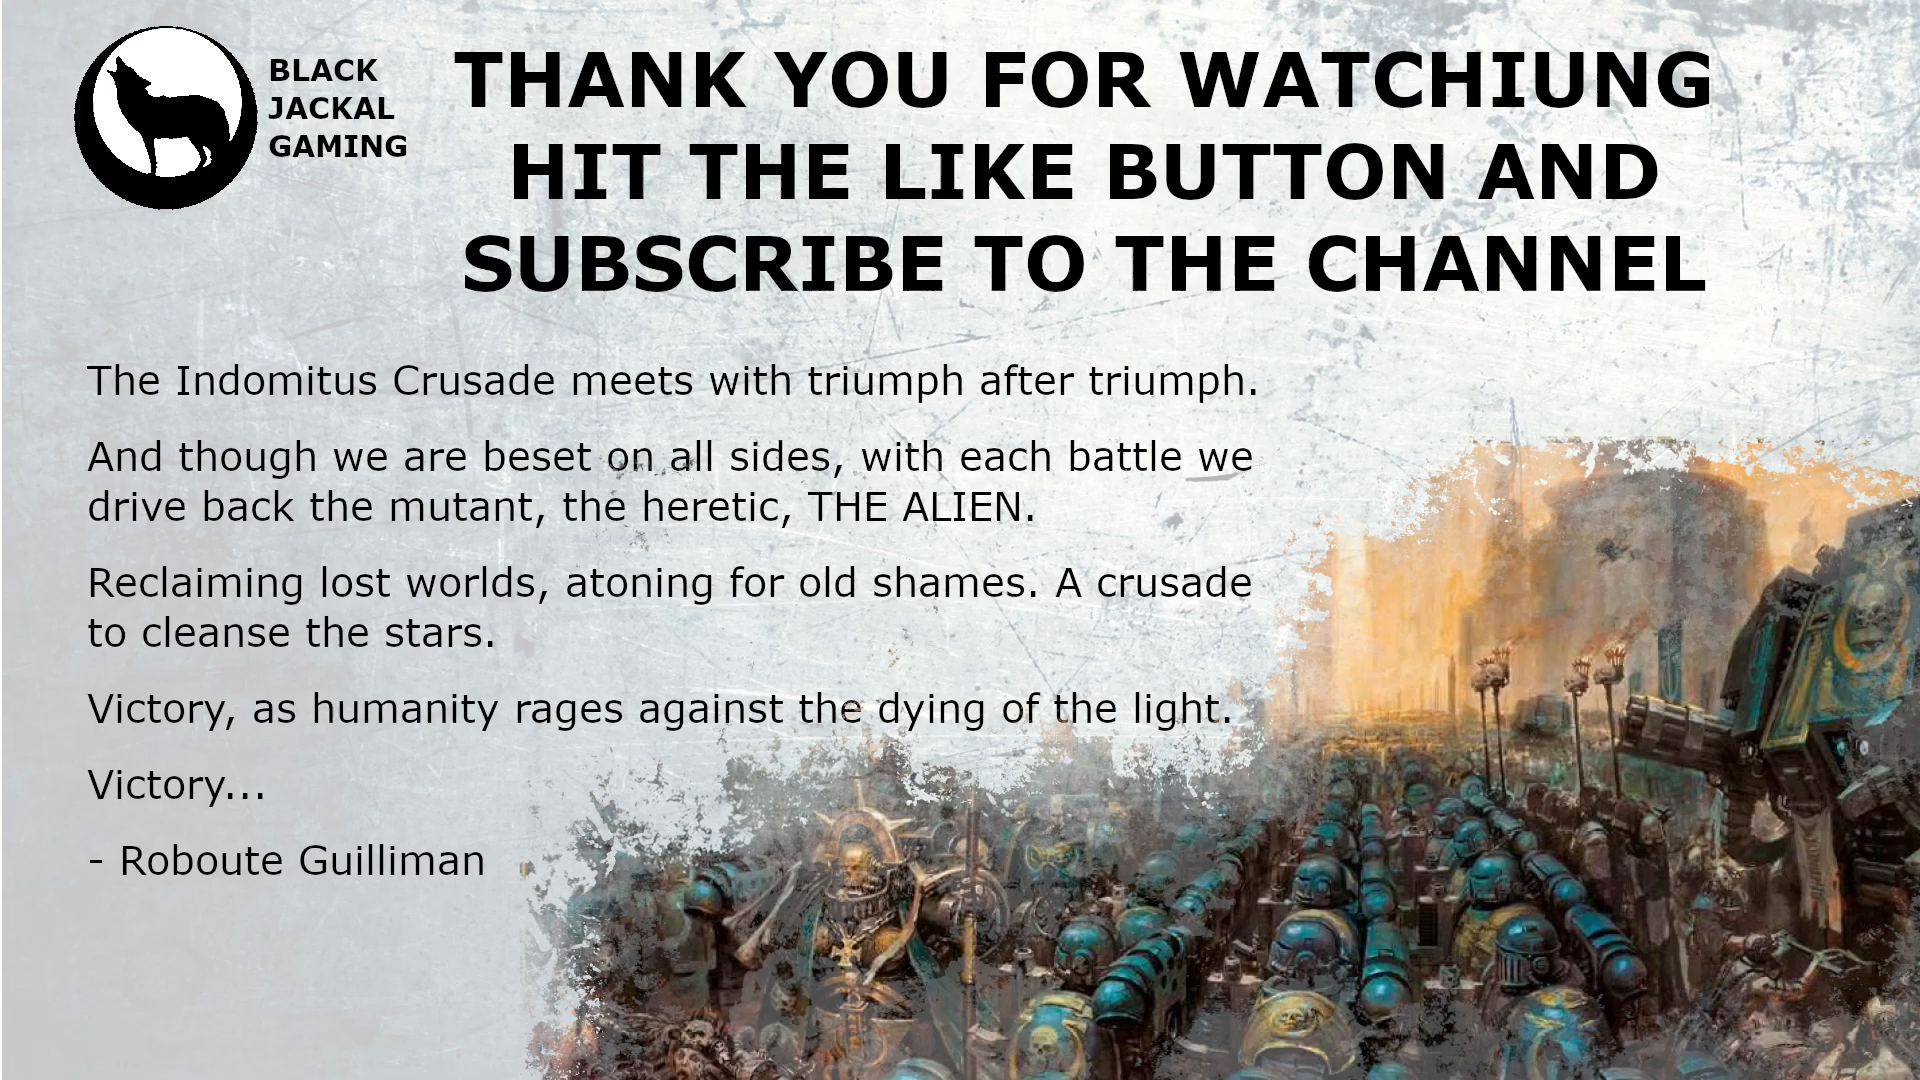 BLACK
JACKAL
GAMING
THANK YOU FOR WATCHIUNG
HIT THE LIKE BUTTON AND
SUBSCRIBE TO THE CHANNEL
The Indomitus Crusade meets with triumph after triumph.
And though we are beset on all sides, with each battle we
drive back the mutant, the heretic, THE ALIEN.
Reclaiming lost worlds, atoning for old shames. A crusade
to cleanse the stars.
Victory, as humanity rages against the dying of the light.
Victory...
- Roboute Guilliman